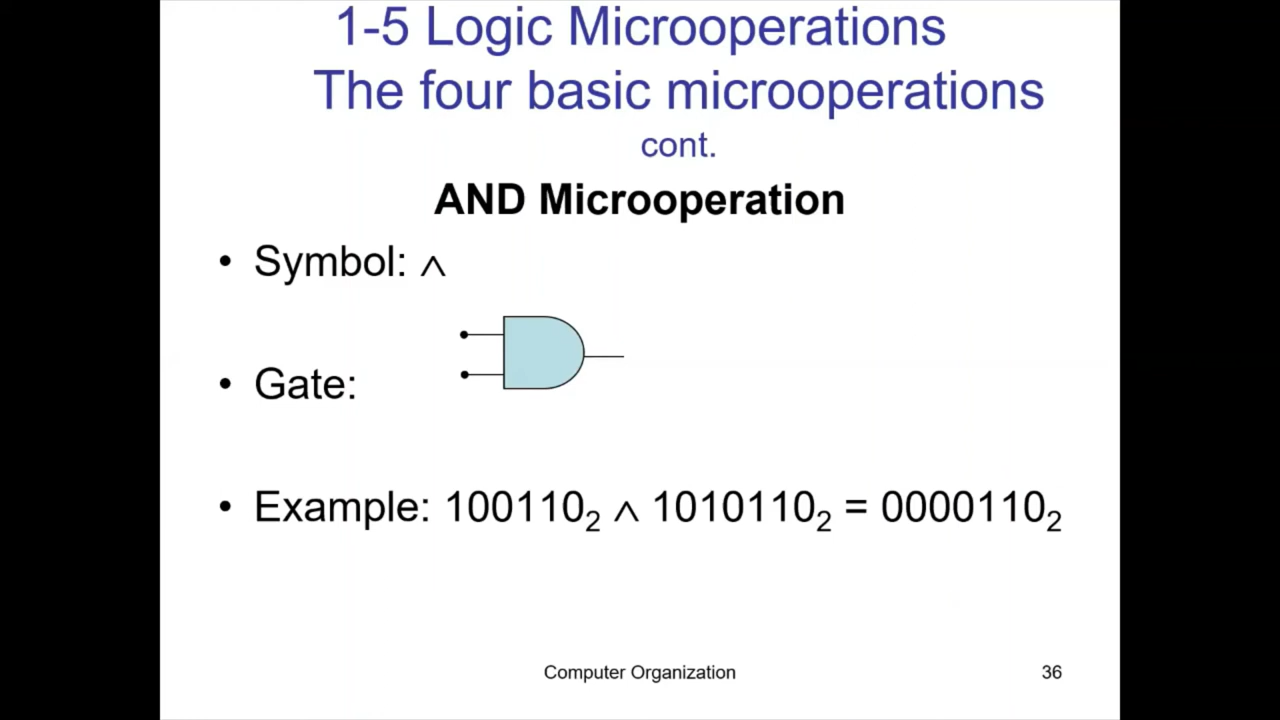 1-5 Logic Microoperations
The four basic microoperations
cont.
AND Microoperation
• Symbol: ∧
• Gate:
• Example: 100110₂ ∧ 1010110₂ = 0000110₂
Computer Organization 36